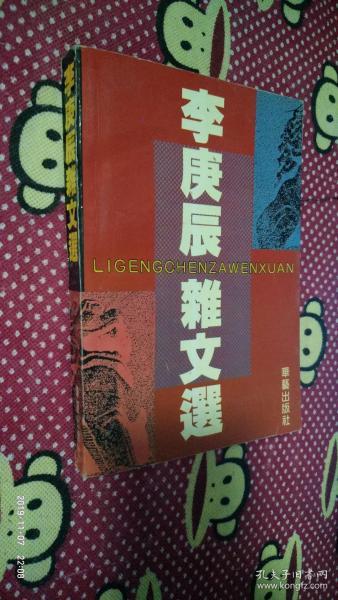 李庚辰雜文選
李庚辰雜文選
LIGENGCHENZAWENXUAN
華藝出版社
2019-11-07 22:08
孔夫子旧书网
www.kongfz.com